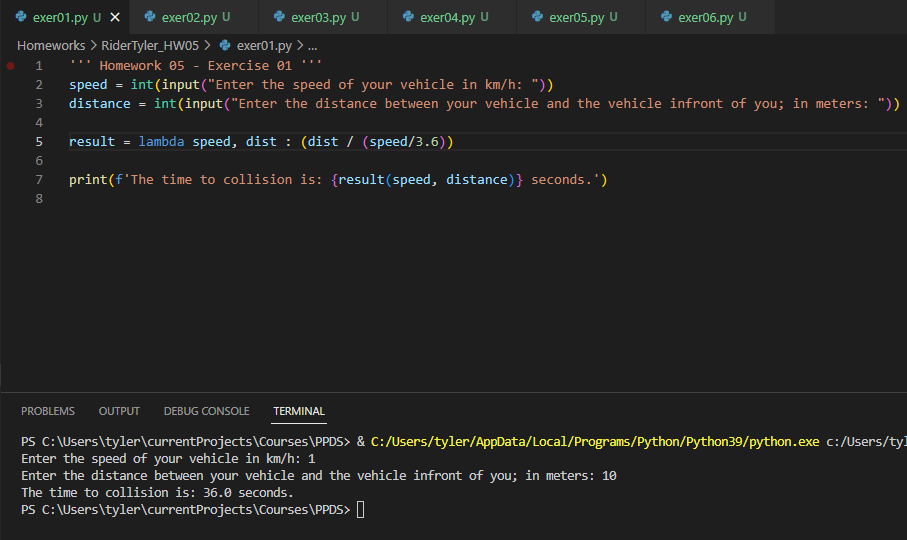 exer01.py U exer02.py U exer03.py U exer04.py U exer05.py U exer06.py U
Homeworks > RiderTyler_HW05 > exer01.py > ...
1 ''' Homework 05 - Exercise 01 '''
2 speed = int(input("Enter the speed of your vehicle in km/h: "))
3 distance = int(input("Enter the distance between your vehicle and the vehicle infront of you; in meters: "))
4
5 result = lambda speed, dist : (dist / (speed/3.6))
6
7 print(f'The time to collision is: {result(speed, distance)} seconds.')
8
PROBLEMS OUTPUT DEBUG CONSOLE TERMINAL
PS C:\Users\tyler\currentProjects\Courses\PPDS> & C:/Users/tyler/AppData/Local/Programs/Python/Python39/python.exe c:/Users/tyl
Enter the speed of your vehicle in km/h: 1
Enter the distance between your vehicle and the vehicle infront of you; in meters: 10
The time to collision is: 36.0 seconds.
PS C:\Users\tyler\currentProjects\Courses\PPDS>